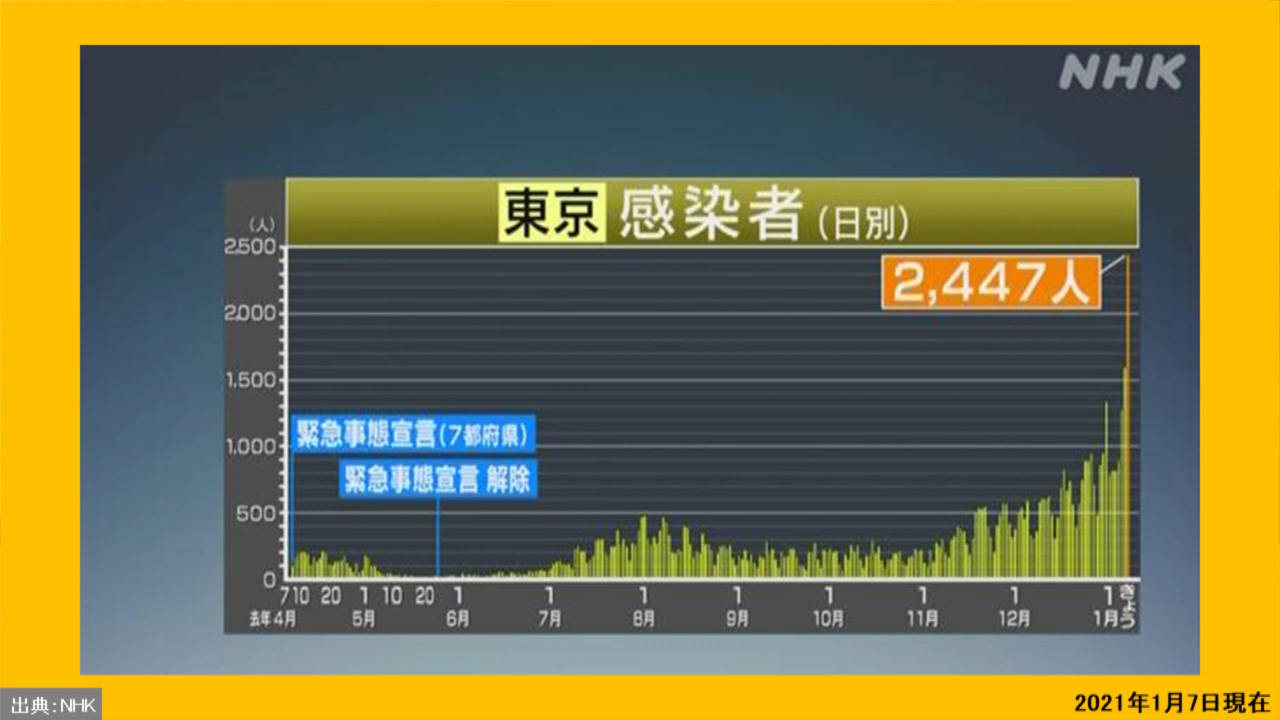 NHK
東京 感染者(日別)
(人)
2,500
2,447人
2,000
1,500
緊急事態宣言(7都府県)
1,000
緊急事態宣言 解除
500
0
7 10 20 1 10 20 1 1 1 1 1 1 1 1 きょう
去年4月 5月 6月 7月 8月 9月 10月 11月 12月 1月
出典:NHK
2021年1月7日現在